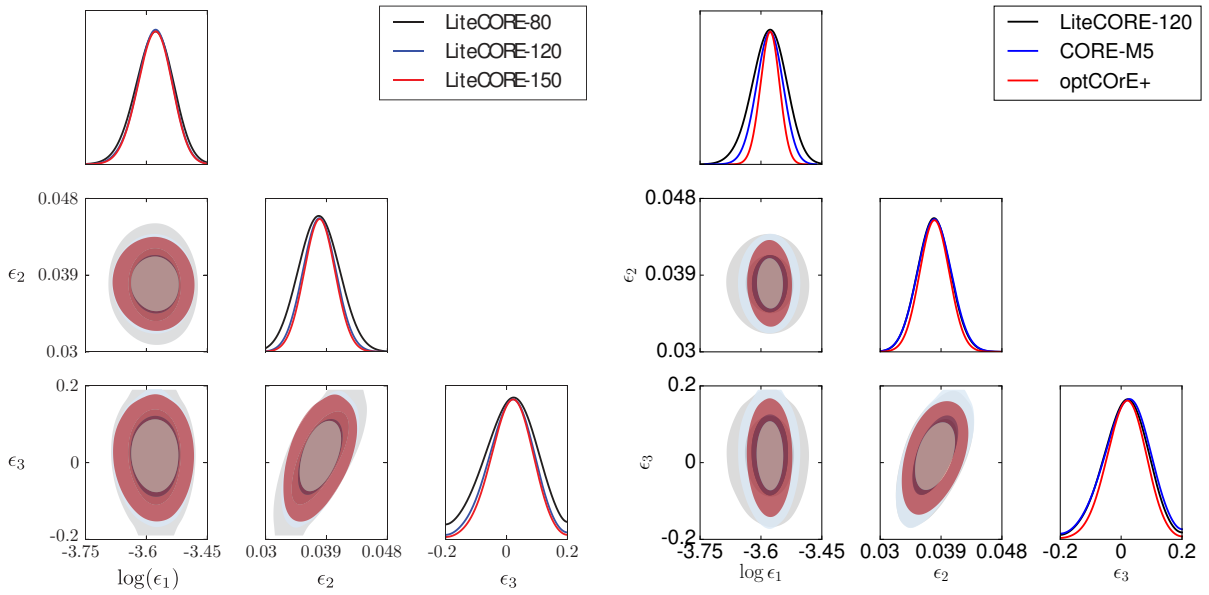 LiteCORE-80
LiteCORE-120
LiteCORE-150
0.048
ϵ2
0.039
0.03
0.2
ϵ3
0
-0.2
-3.75
-3.6
-3.45
log(ϵ1)
0.03
0.039
0.048
ϵ2
-0.2
0
0.2
ϵ3
LiteCORE-120
CORE-M5
optCOrE+
0.048
ϵ2
0.039
0.03
0.2
ϵ3
0
-0.2
-3.75
-3.6
-3.45
log ϵ1
0.03
0.039
0.048
ϵ2
-0.2
0
0.2
ϵ3